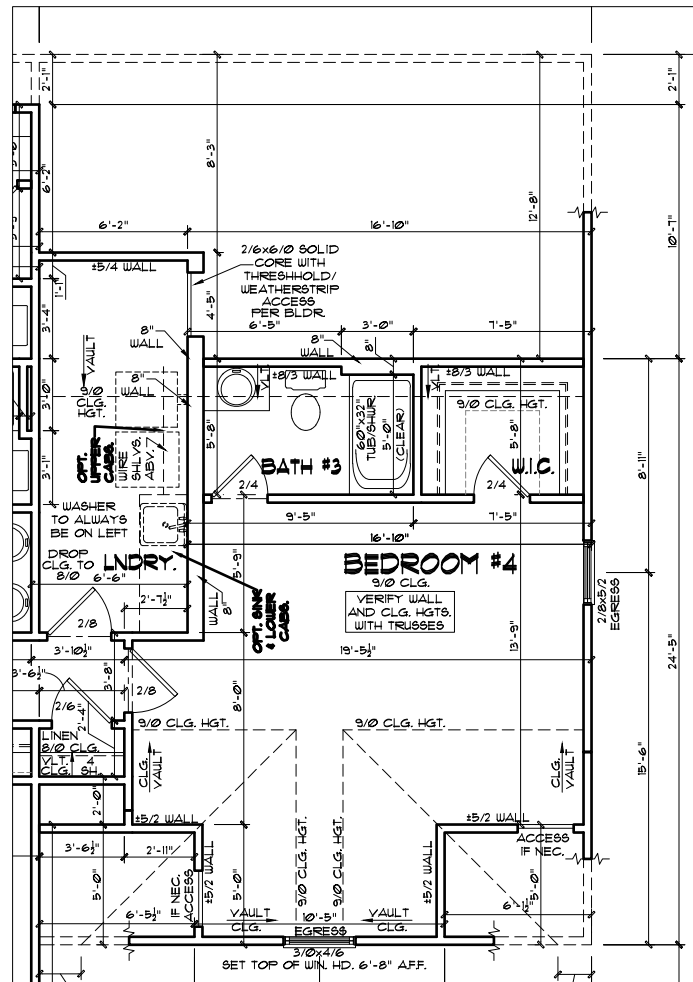 2'-1"
2'-1"
6'-2"
8'-3"
12'-8"
10'-7"
6'-2"
16'-10"
2/6x6/0 SOLID
CORE WITH
THRESHHOLD/
WEATHERSTRIP
ACCESS
PER BLDR.
±5/4 WALL
1'-1"
4'-5"
3'-4"
VAULT
8"
WALL
6'-5"
3'-0"
7'-5"
8"
WALL
8"
VLT.
±8/3 WALL
VLT.
±8/3 WALL
3'-0"
9/0
CLG.
HGT.
8"
WALL
9/0 CLG. HGT.
5'-8"
60"x32"
TUB/SHWR
5'-0"
(CLEAR)
5'-8"
8'-11"
3'-1"
OPT.
UPPER
CABS.
WIRE
SHLVS.
ABV.
BATH #3
W.I.C.
2/4
2/4
WASHER
TO ALWAYS
BE ON LEFT
9'-5"
7'-5"
16'-10"
DROP
CLG. TO
8/0
LNDRY.
5'-9"
BEDROOM #4
9/0 CLG.
VERIFY WALL
AND CLG. HGTS.
WITH TRUSSES
6'-6"
2'-7½"
WALL
8"
OPT. SINK
& LOWER
CABS.
2/8x5/2
EGRESS
13'-9"
24'-5"
2/8
3'-10½"
19'-5½"
3'-6½"
3'-8"
2/8
2/6
2'-4"
8'-0"
LINEN
8/0 CLG.
VLT. 4
CLG. SH.
9/0 CLG. HGT.
9/0 CLG. HGT.
CLG.
VAULT
CLG.
VAULT
15'-6"
2'-0"
±5/2 WALL
±5/2 WALL
3'-6½"
2'-11"
±5/2 WALL
9/0 CLG. HGT.
9/0 CLG. HGT.
±5/2 WALL
ACCESS
IF NEC.
5'-0"
IF NEC.
ACCESS
5'-0"
5'-0"
6'-5½"
VAULT
CLG.
10'-5"
EGRESS
VAULT
CLG.
6'-1½"
3/0x4/6
SET TOP OF WIN. HD. 6'-8" A.F.F.